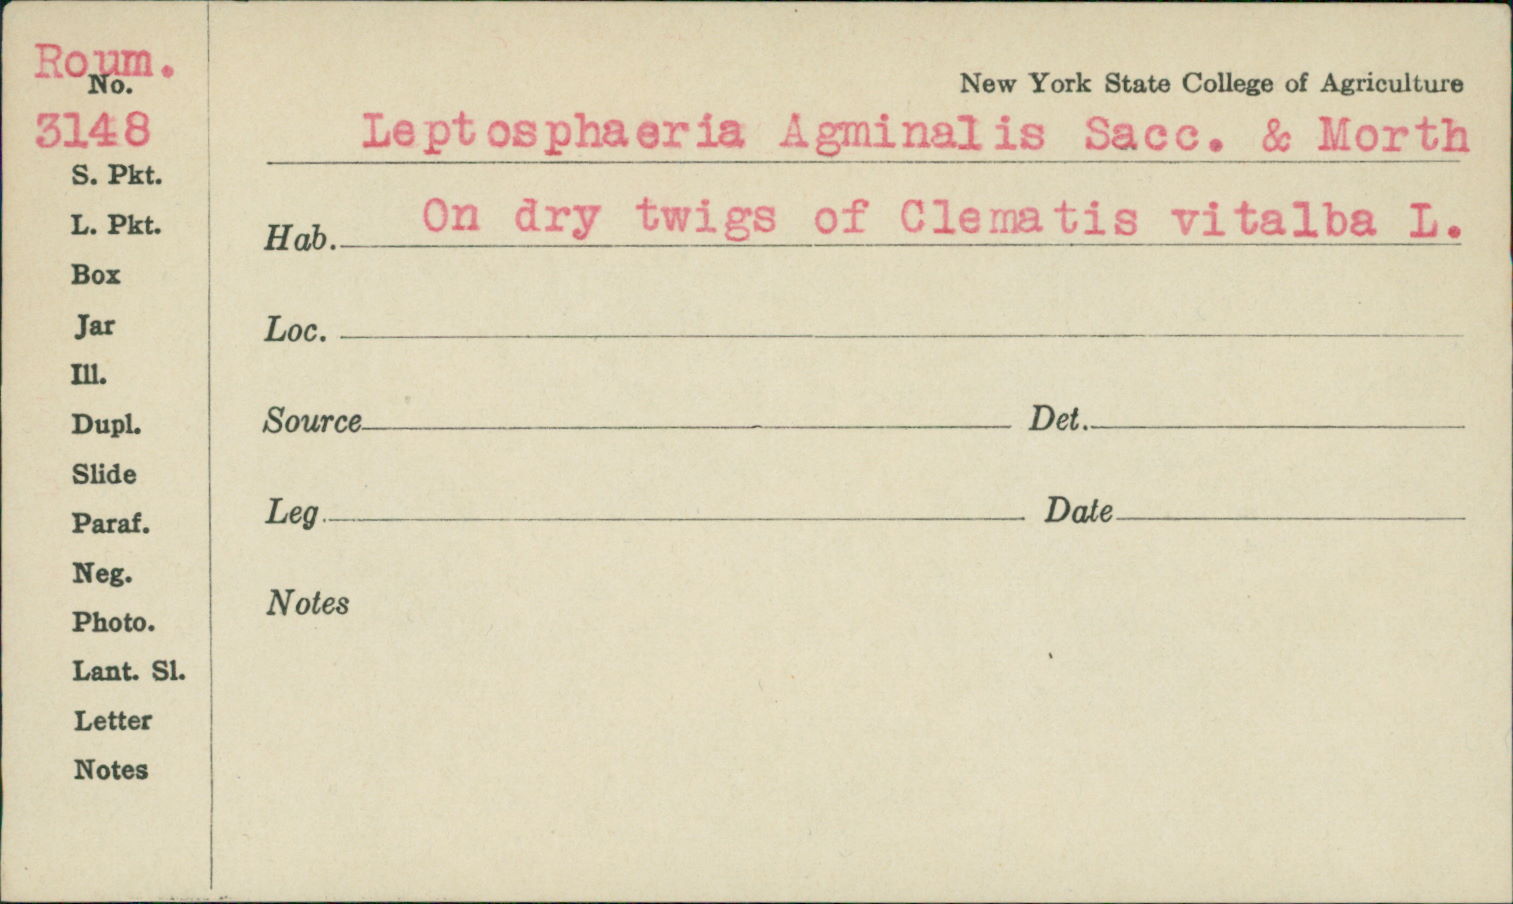 Roum.
No.
3148
S. Pkt.
L. Pkt.
Box
Jar
Ill.
Dupl.
Slide
Paraf.
Neg.
Photo.
Lant. Sl.
Letter
Notes
New York State College of Agriculture
Leptosphaeria Agminalis Sacc. & Morth
Hab. On dry twigs of Clematis vitalba L.
Loc.
Source Det.
Leg Date
Notes